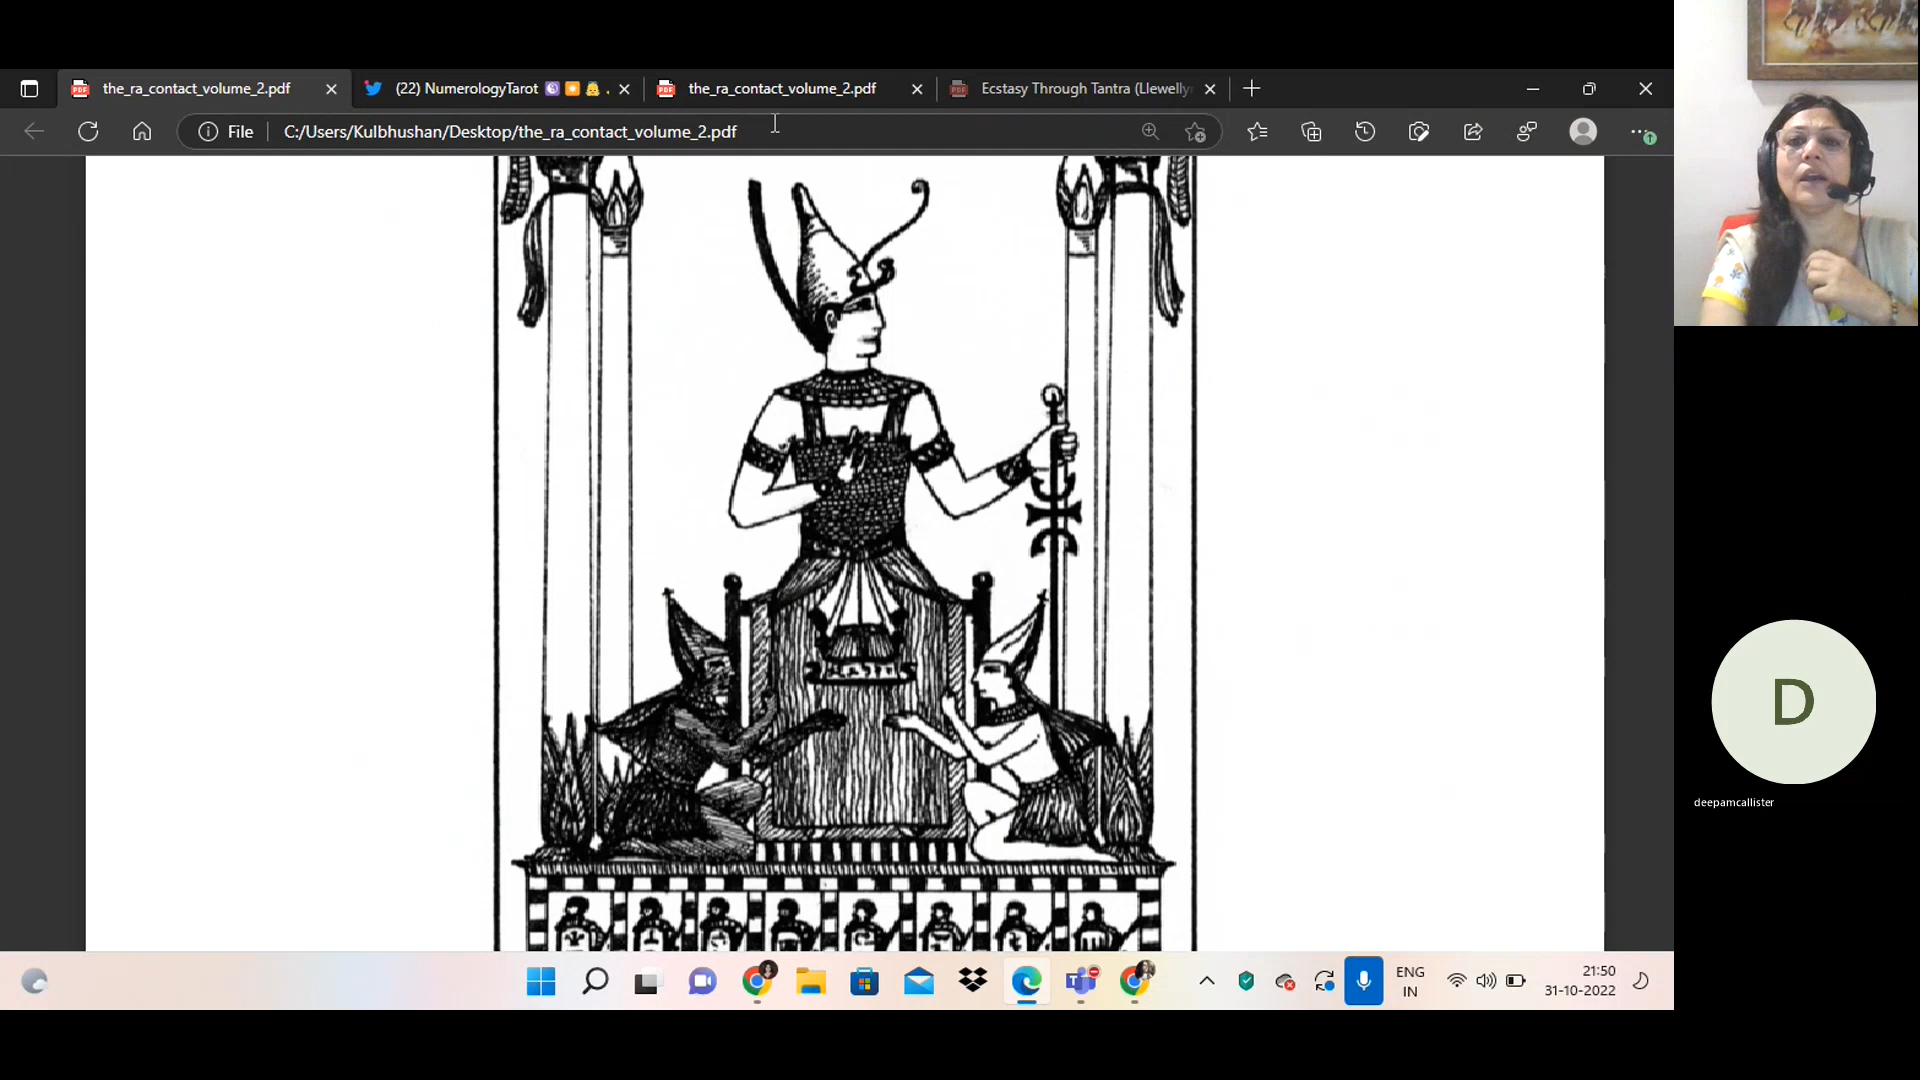 the_ra_contact_volume_2.pdf
(22) NumerologyTarot
the_ra_contact_volume_2.pdf
Ecstasy Through Tantra (Llewelly
File
C:/Users/Kulbhushan/Desktop/the_ra_contact_volume_2.pdf
D
deepamcallister
ENG
IN
21:50
31-10-2022